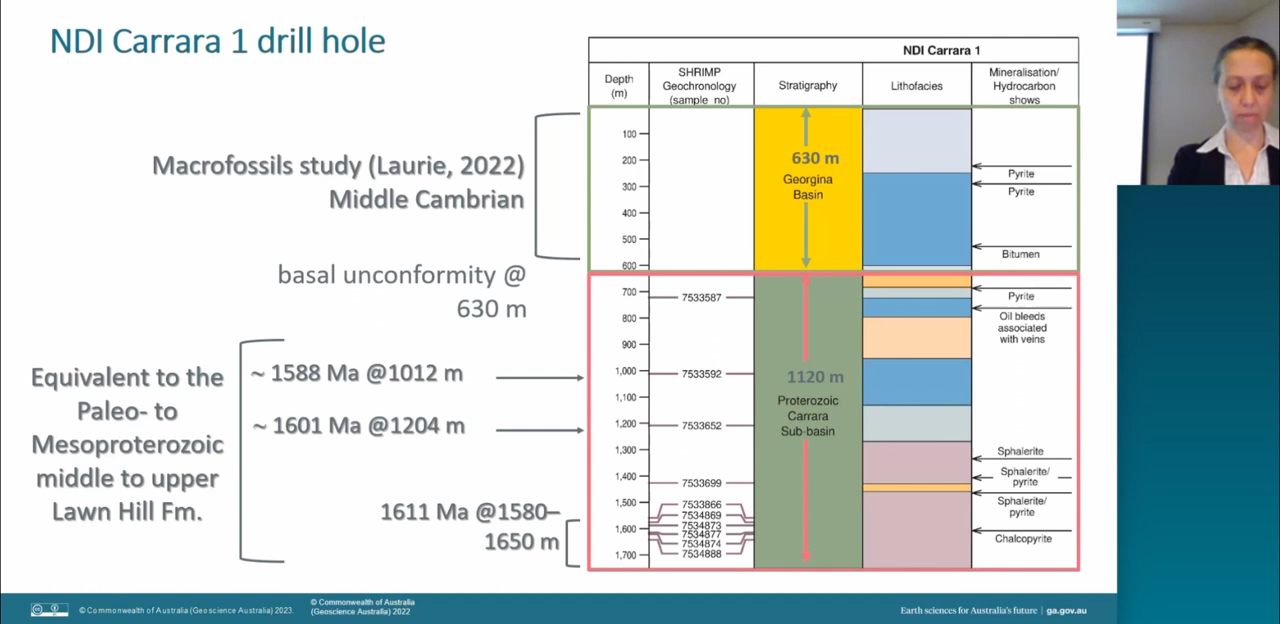 NDI Carrara 1 drill hole
Macrofossils study (Laurie, 2022)
Middle Cambrian
basal unconformity @
630 m
Equivalent to the
Paleo- to
Mesoproterozoic
middle to upper
Lawn Hill Fm.
~ 1588 Ma @1012 m
~ 1601 Ma @1204 m
1611 Ma @1580–
1650 m
NDI Carrara 1
Depth
(m)
SHRIMP
Geochronology
(sample no)
Stratigraphy
Lithofacies
Mineralisation/
Hydrocarbon
shows
100
200
300
400
500
600
700
800
900
1,000
1,100
1,200
1,300
1,400
1,500
1,600
1,700
7533587
7533592
7533652
7533699
7533866
7534869
7534873
7534877
7534874
7534888
630 m
Georgina
Basin
1120 m
Proterozoic
Carrara
Sub-basin
Pyrite
Pyrite
Bitumen
Pyrite
Oil bleeds
associated
with veins
Sphalerite
Sphalerite/
pyrite
Sphalerite/
pyrite
Chalcopyrite
© Commonwealth of Australia (Geoscience Australia) 2023.
© Commonwealth of Australia
(Geoscience Australia) 2022
Earth sciences for Australia's future | ga.gov.au